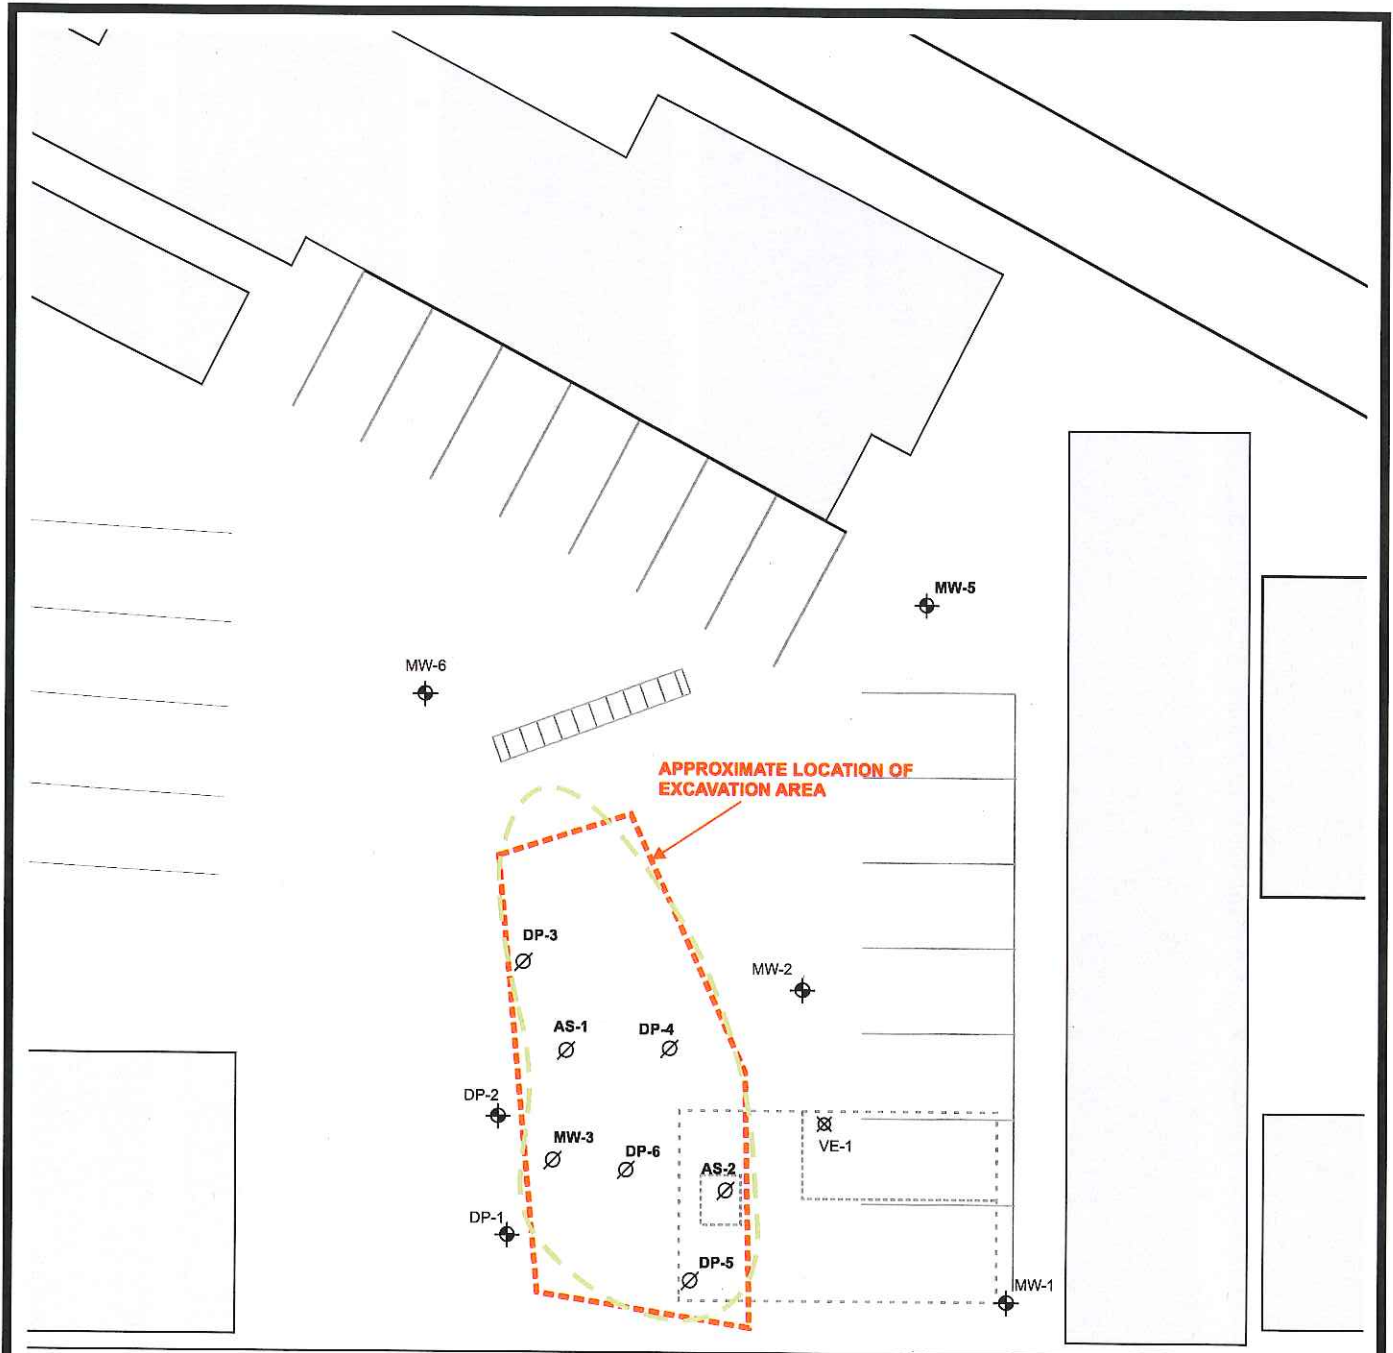 MW-5
MW-6
APPROXIMATE LOCATION OF
EXCAVATION AREA
DP-3
MW-2
AS-1
DP-4
DP-2
VE-1
MW-3
DP-6
AS-2
DP-1
DP-5
MW-1